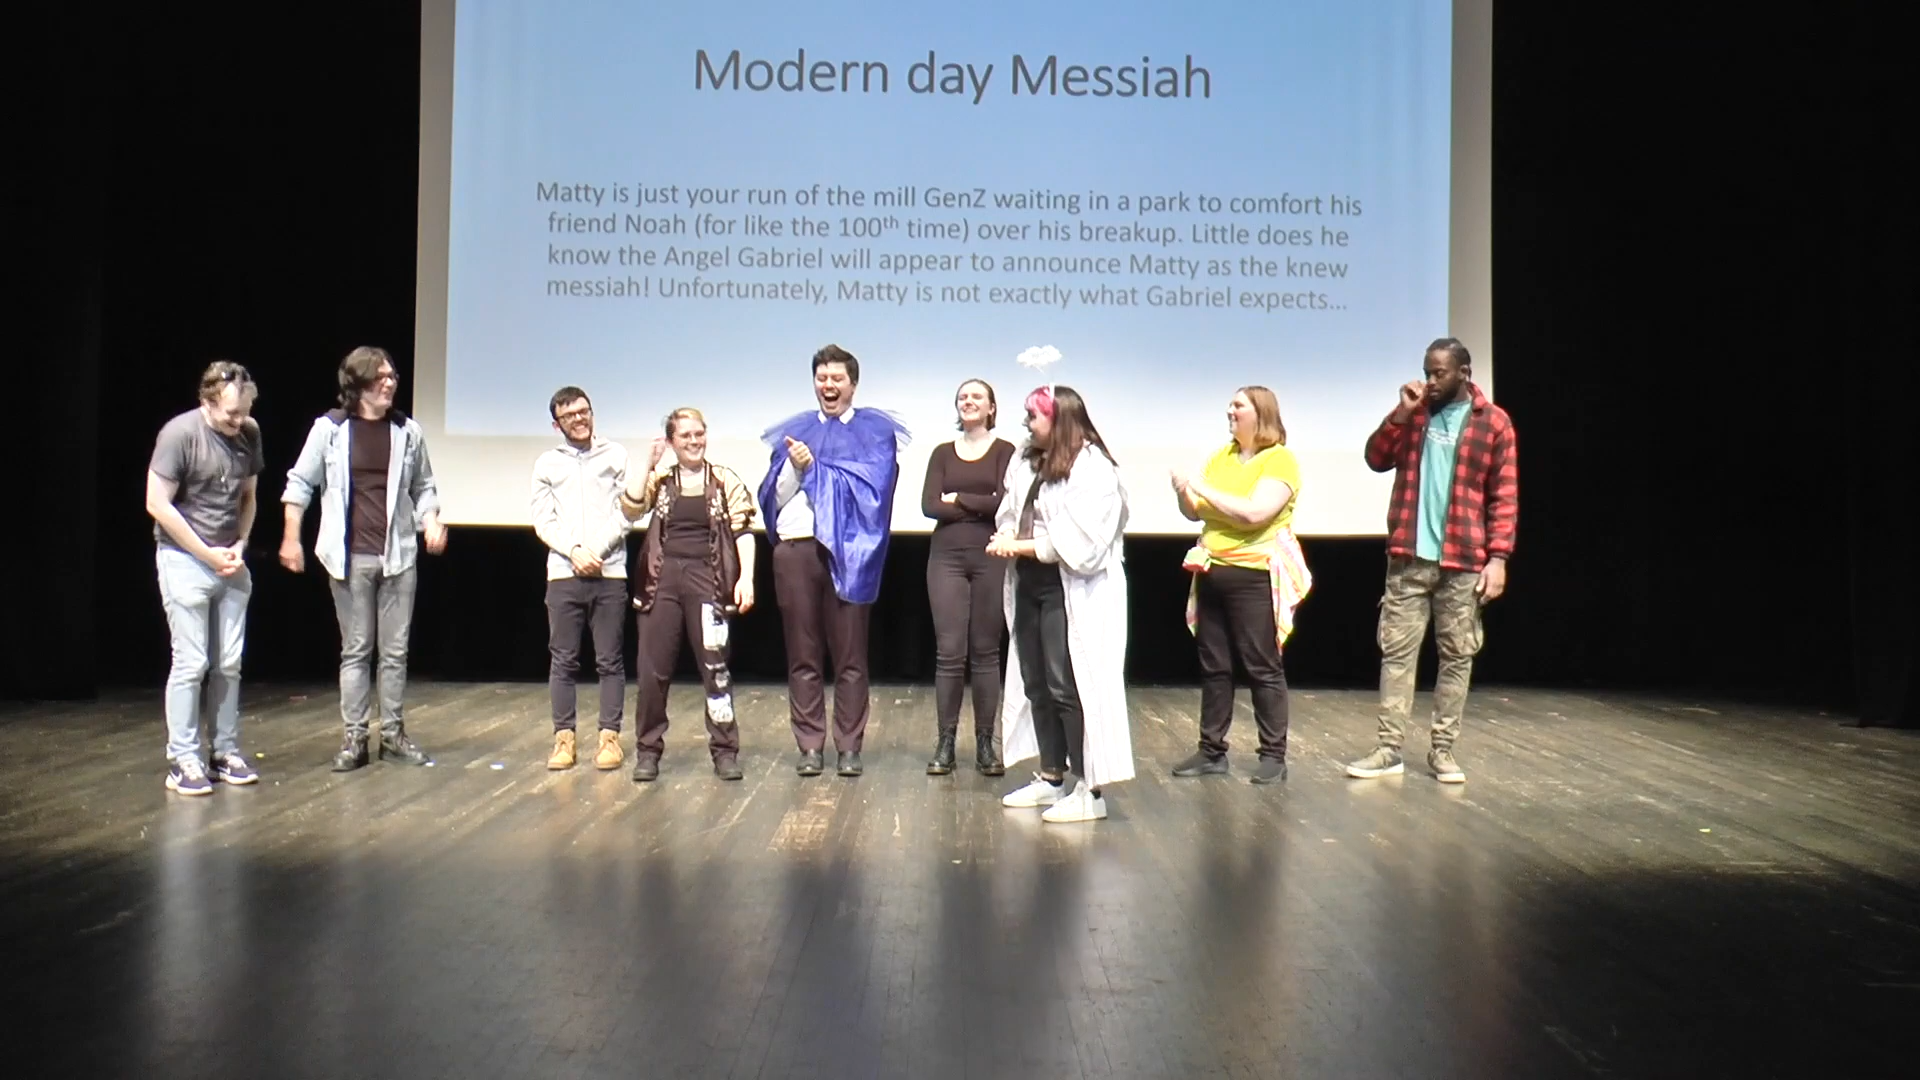 Modern day Messiah
Matty is just your run of the mill GenZ waiting in a park to comfort his
friend Noah (for like the 100th time) over his breakup. Little does he
know the Angel Gabriel will appear to announce Matty as the knew
messiah! Unfortunately, Matty is not exactly what Gabriel expects...